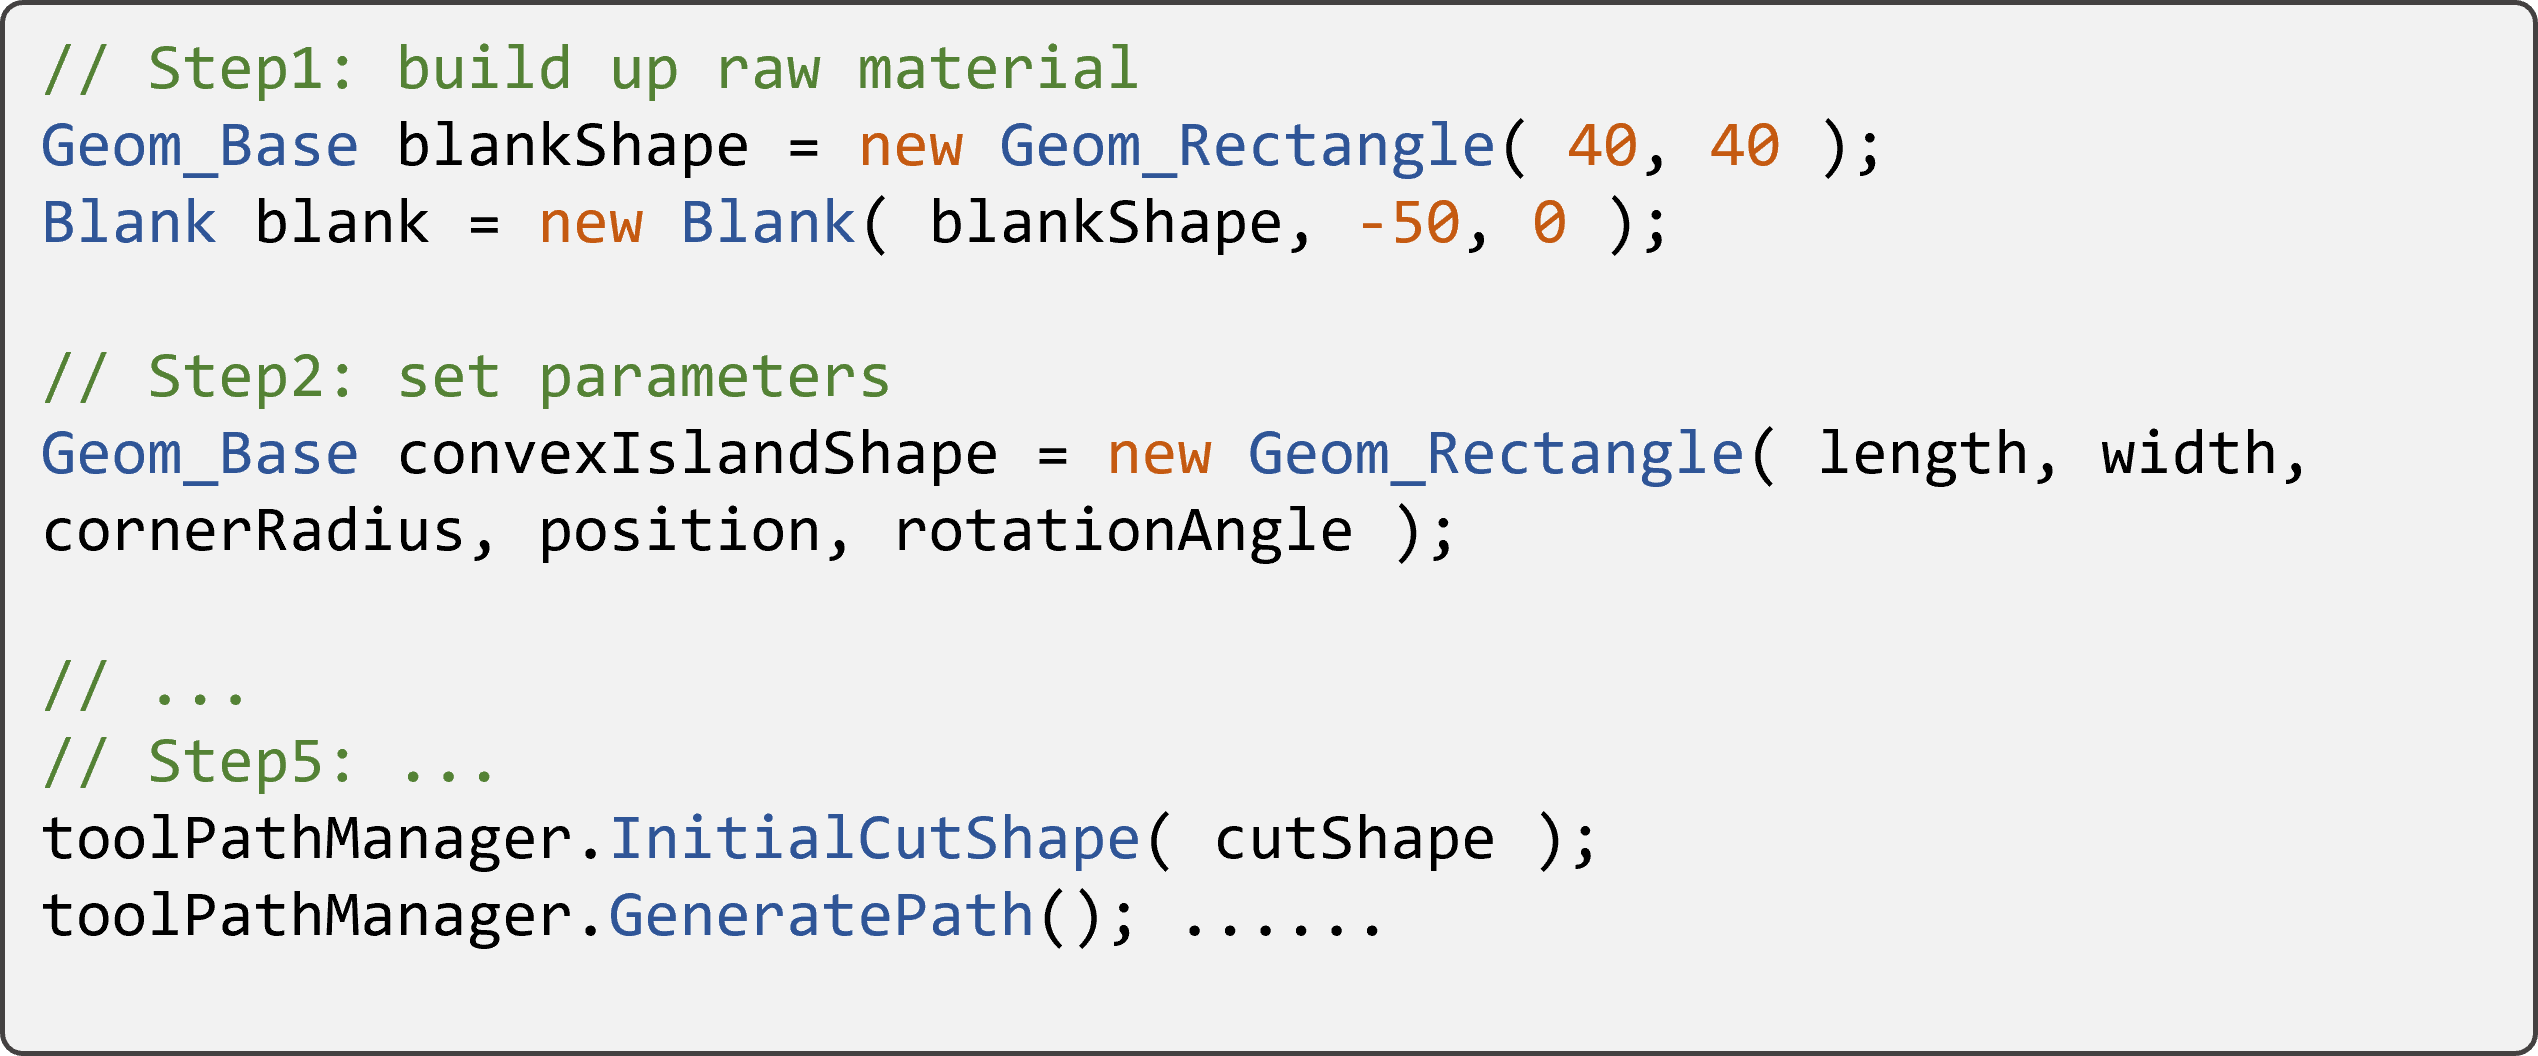 // Step1: build up raw material
Geom_Base blankShape = new Geom_Rectangle( 40, 40 );
Blank blank = new Blank( blankShape, -50, 0 );
// Step2: set parameters
Geom_Base convexIslandShape = new Geom_Rectangle( length, width,
cornerRadius, position, rotationAngle );
// ...
// Step5: ...
toolPathManager.InitialCutShape( cutShape );
toolPathManager.GeneratePath(); ......